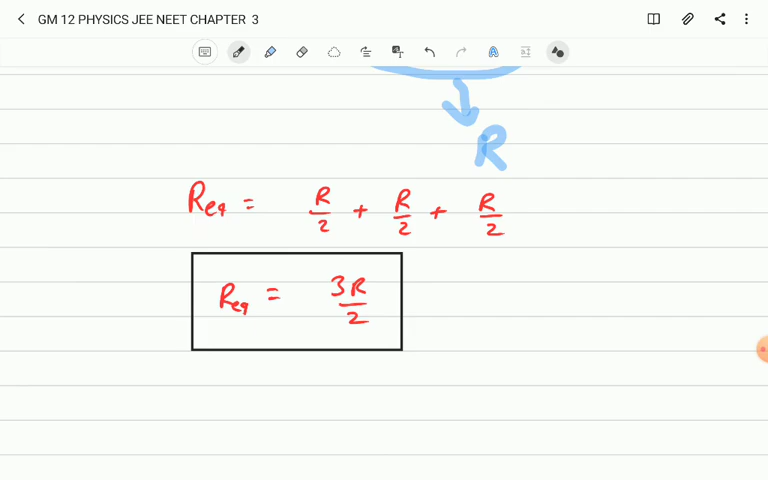 GM 12 PHYSICS JEE NEET CHAPTER 3
R
Req = R/2 + R/2 + R/2
Req = 3R/2